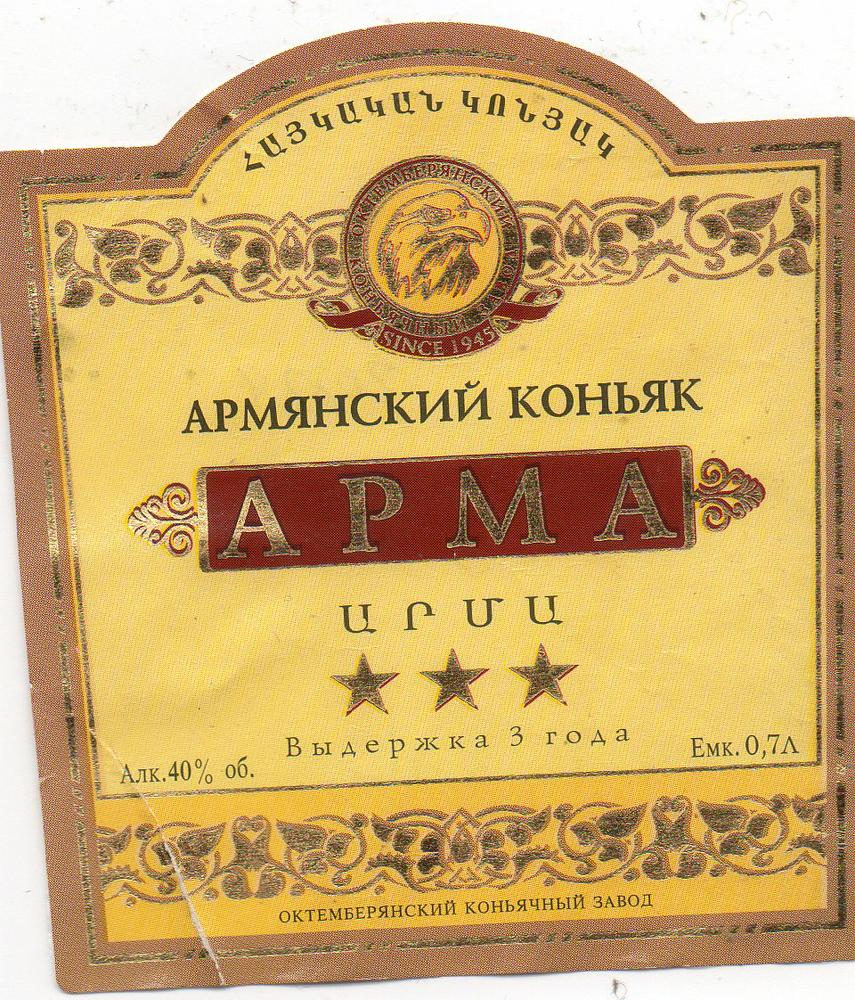 ՀԱՅԿԱԿԱՆ ԿՈՆՅԱԿ
ОКТЕМБЕРЯНСКИЙ
КОНЬЯЧНЫЙ ЗАВОД
SINCE 1945
АРМЯНСКИЙ КОНЬЯК
АРМА
ԱՐՄԱ
Выдержка 3 года
Алк.40% об.
Емк.0,7Л
ОКТЕМБЕРЯНСКИЙ КОНЬЯЧНЫЙ ЗАВОД